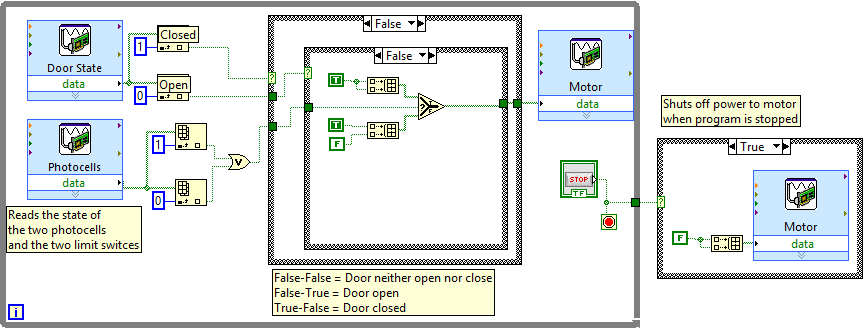 False
Closed
False
1
Door State
data
Open
0
T
Motor
data
Shuts off power to motor
when program is stopped
True
1
T
F
Photocells
data
V
STOP
TF
0
Reads the state of
the two photocells
and the two limit switces
Motor
F
data
False-False = Door neither open nor close
False-True = Door open
True-False = Door closed
i